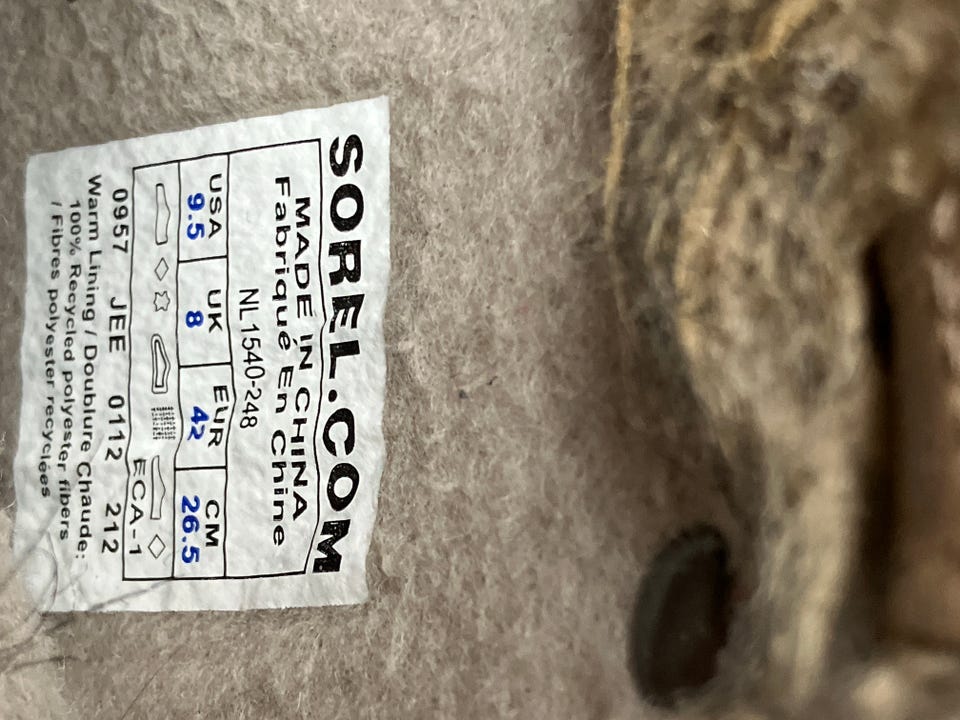 SOREL.COM
MADE IN CHINA
Fabriqué En Chine
NL1540-248
USA UK EUR CM
9.5 8 42 26.5
ECA-1
0957 JEE 0112 2112
Warm Lining / Doublure Chaude:
100% Recycled polyester fibers
/ Fibres polyester recyclées